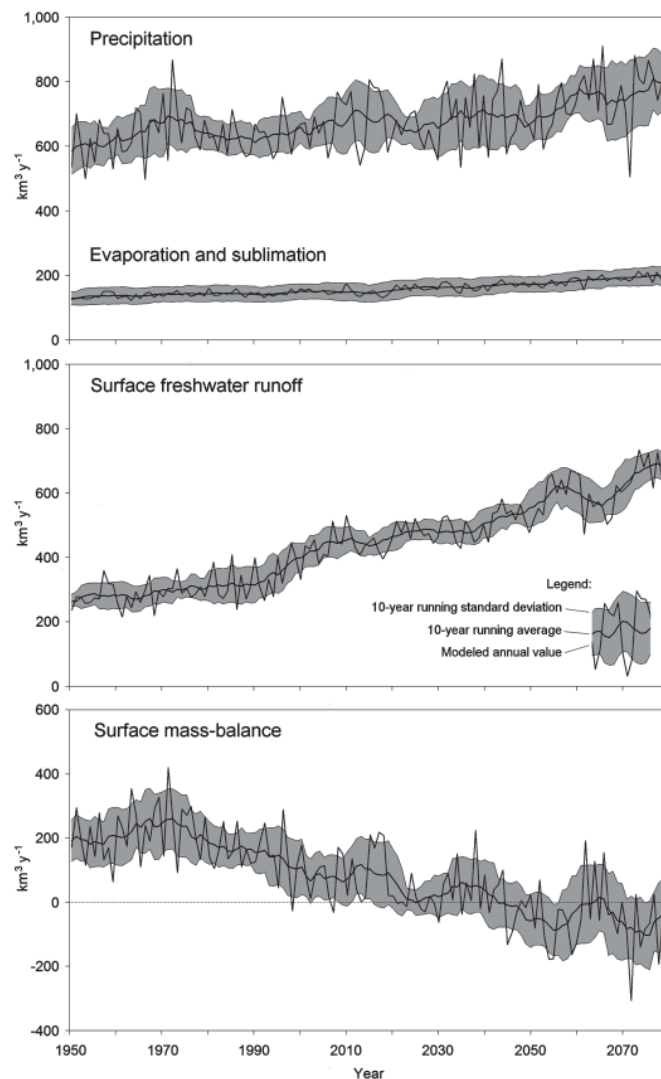 1,000
Precipitation
800
600
km³ y⁻¹
400
Evaporation and sublimation
200
0
1,000
Surface freshwater runoff
800
600
km³ y⁻¹
400
Legend:
10-year running standard deviation
200
10-year running average
Modeled annual value
0
600
Surface mass-balance
400
200
km³ y⁻¹
0
-200
-400
1950 1970 1990 2010 2030 2050 2070
Year